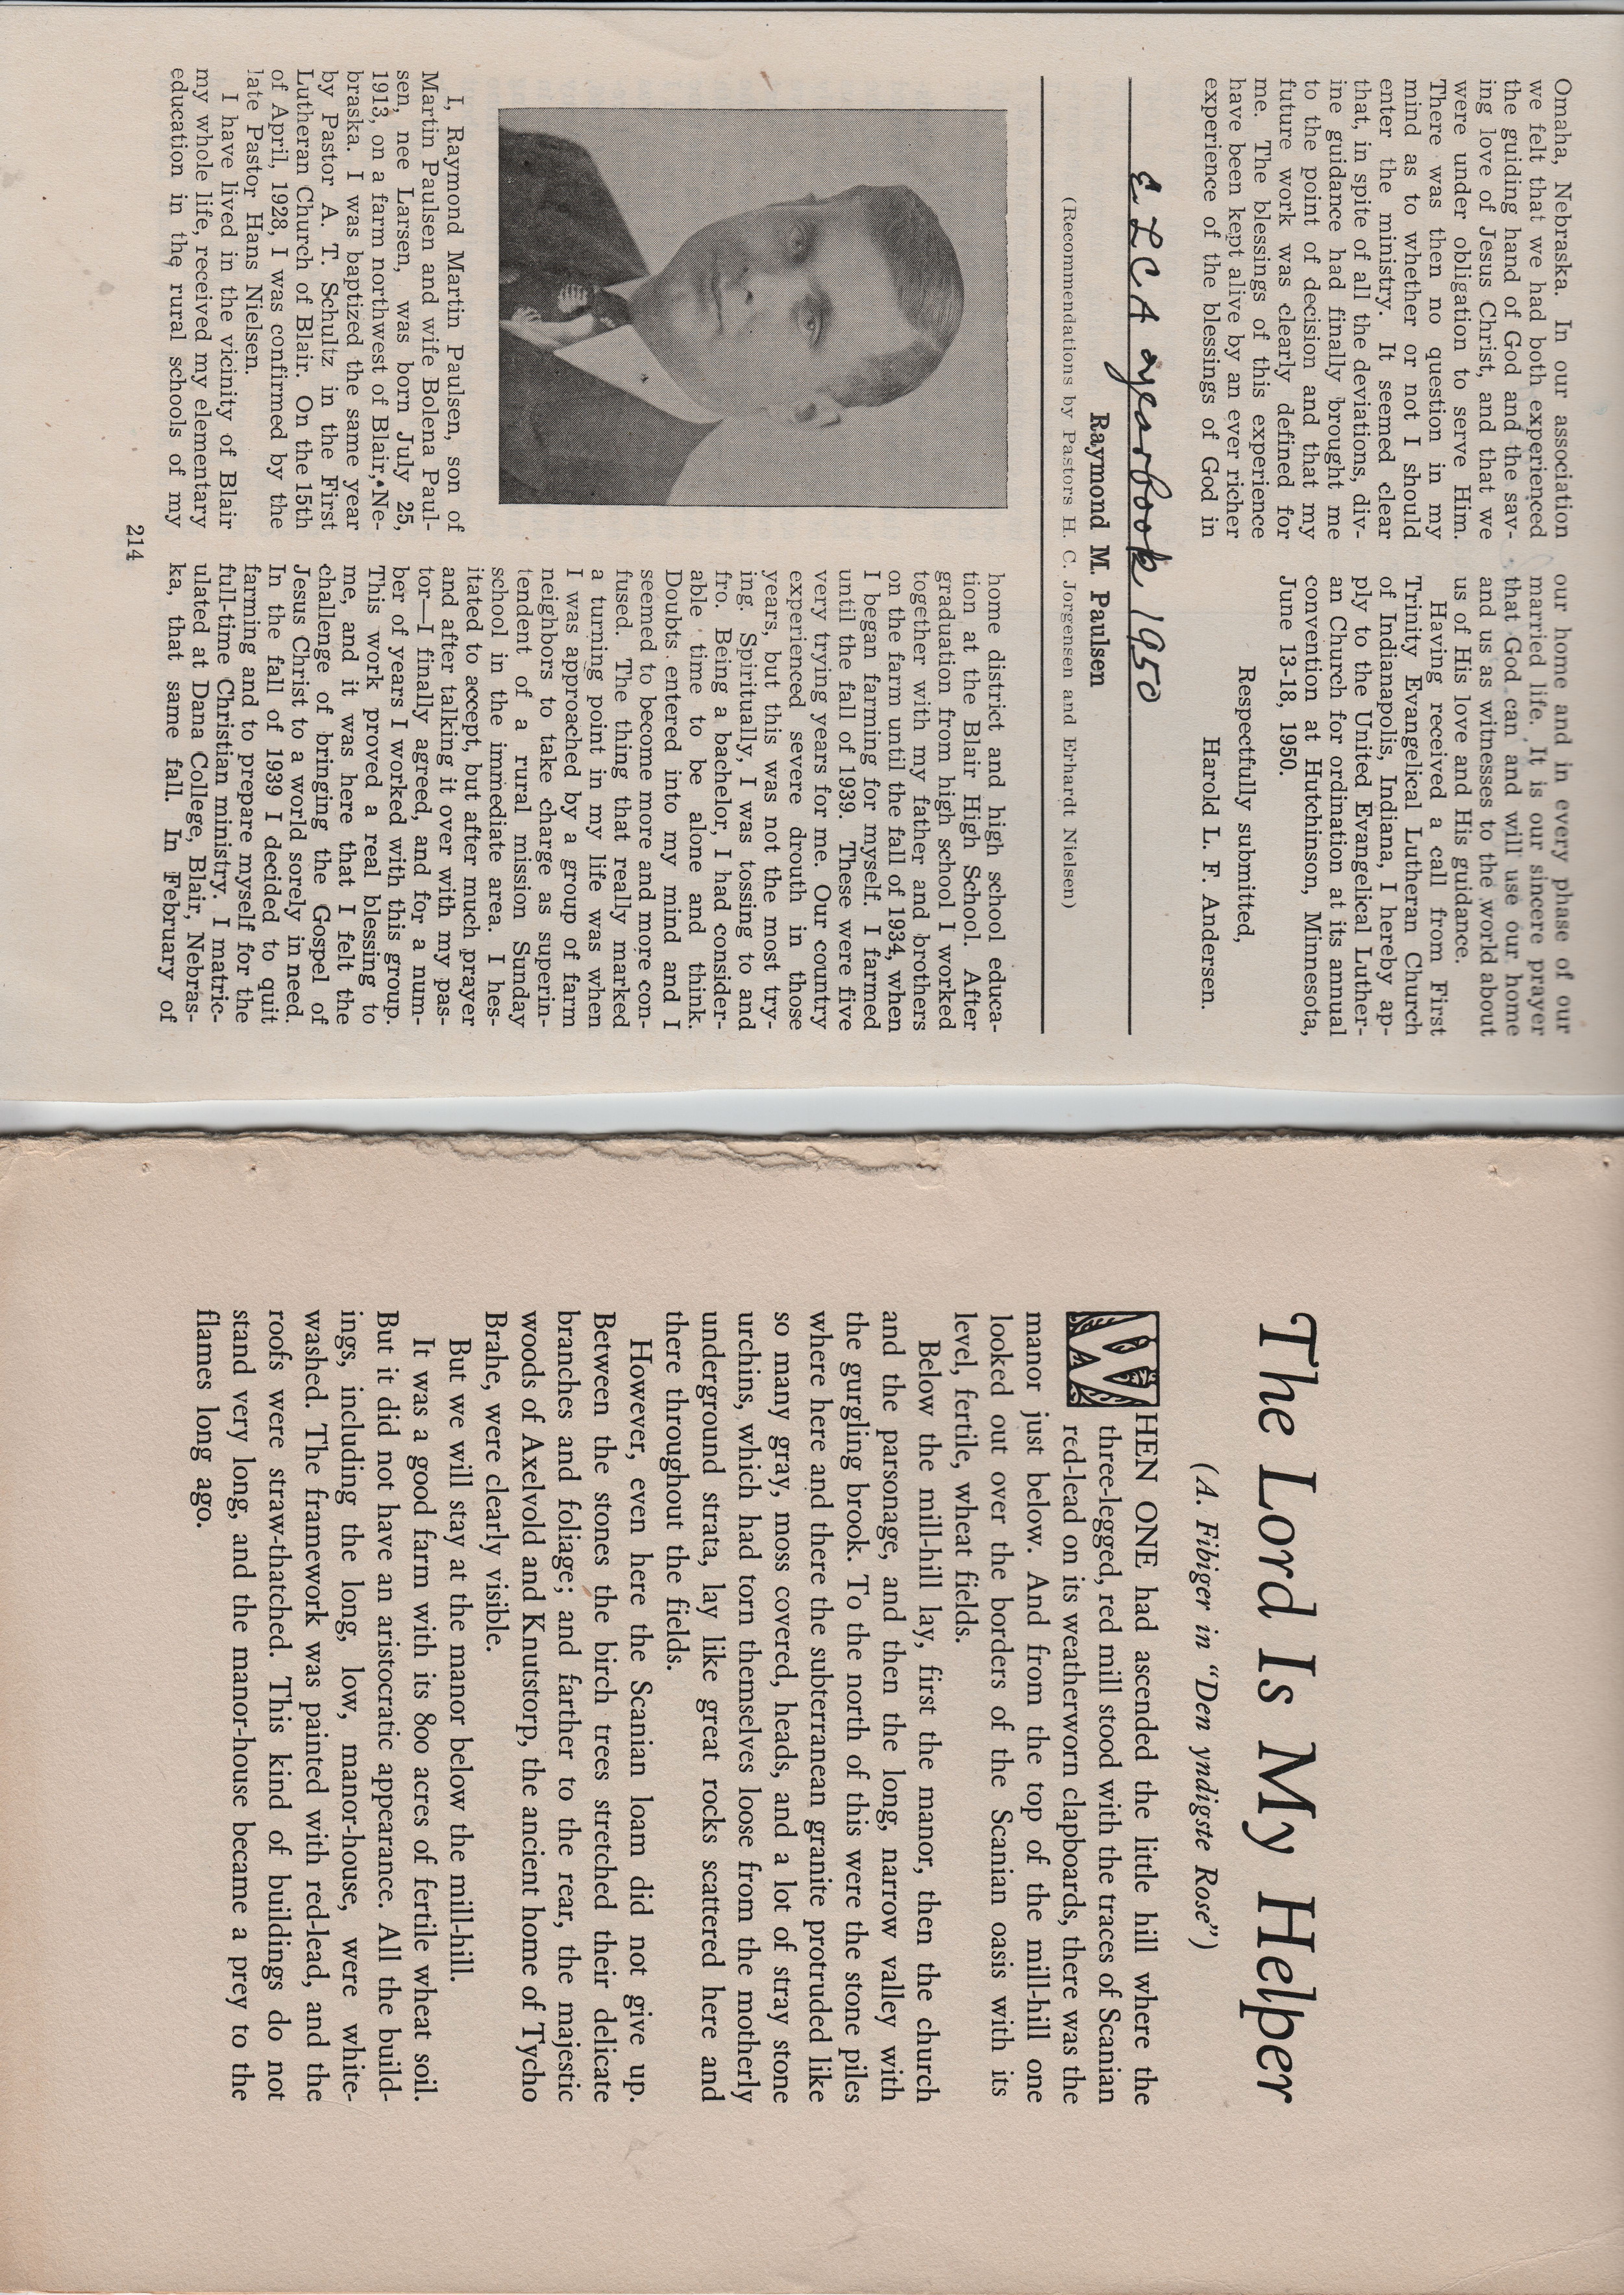 Omaha, Nebraska. In our association
we felt that we had both experienced
the guiding hand of God and the sav-
ing love of Jesus Christ, and that we
were under obligation to serve Him.
There was then no question in my
mind as to whether or not I should
enter the ministry. It seemed clear
that, in spite of all the deviations, div-
ine guidance had finally brought me
to the point of decision and that my
future work was clearly defined for
me. The blessings of this experience
have been kept alive by an ever richer
experience of the blessings of God in
our home and in every phase of our
married life. It is our sincere prayer
that God can and will use our home
and us as witnesses to the world about
us of His love and His guidance.
Having received a call from First
Trinity Evangelical Lutheran Church
of Indianapolis, Indiana, I hereby ap-
ply to the United Evangelical Luther-
an Church for ordination at its annual
convention at Hutchinson, Minnesota,
June 13-18, 1950.
Respectfully submitted,
Harold L. F. Andersen.
ELCA yearbook 1950
Raymond M. Paulsen
(Recommendations by Pastors H. C. Jorgensen and Erhardt Nielsen)
I, Raymond Martin Paulsen, son of
Martin Paulsen and wife Bolena Paul-
sen, nee Larsen, was born July 25,
1913, on a farm northwest of Blair, Ne-
braska. I was baptized the same year
by Pastor A. T. Schultz in the First
Lutheran Church of Blair. On the 15th
of April, 1928, I was confirmed by the
late Pastor Hans Nielsen.
I have lived in the vicinity of Blair
my whole life, received my elementary
education in the rural schools of my
home district and high school educa-
tion at the Blair High School. After
graduation from high school I worked
together with my father and brothers
on the farm until the fall of 1934, when
I began farming for myself. I farmed
until the fall of 1939. These were five
very trying years for me. Our country
experienced severe drouth in those
years, but this was not the most try-
ing. Spiritually, I was tossing to and
fro. Being a bachelor, I had consider-
able time to be alone and think.
Doubts entered into my mind and I
seemed to become more and more con-
fused. The thing that really marked
a turning point in my life was when
I was approached by a group of farm
neighbors to take charge as superin-
tendent of a rural mission Sunday
school in the immediate area. I hes-
itated to accept, but after much prayer
and after talking it over with my pas-
tor—I finally agreed, and for a num-
ber of years I worked with this group.
This work proved a real blessing to
me, and it was here that I felt the
challenge of bringing the Gospel of
Jesus Christ to a world sorely in need.
In the fall of 1939 I decided to quit
farming and to prepare myself for the
full-time Christian ministry. I matric-
ulated at Dana College, Blair, Nebras-
ka, that same fall. In February of
214
The Lord Is My Helper
(A. Fibiger in "Den yndigste Rose")
WHEN ONE had ascended the little hill where the
three-legged, red mill stood with the traces of Scanian
red-lead on its weatherworn clapboards, there was the
manor just below. And from the top of the mill-hill one
looked out over the borders of the Scanian oasis with its
level, fertile, wheat fields.
Below the mill-hill lay, first the manor, then the church
and the parsonage, and then the long, narrow valley with
the gurgling brook. To the north of this were the stone piles
where here and there the subterranean granite protruded like
so many gray, moss covered, heads, and a lot of stray stone
urchins, which had torn themselves loose from the motherly
underground strata, lay like great rocks scattered here and
there throughout the fields.
However, even here the Scanian loam did not give up.
Between the stones the birch trees stretched their delicate
branches and foliage; and farther to the rear, the majestic
woods of Axelvold and Knutstorp, the ancient home of Tycho
Brahe, were clearly visible.
But we will stay at the manor below the mill-hill.
It was a good farm with its 800 acres of fertile wheat soil.
But it did not have an aristocratic appearance. All the build-
ings, including the long, low, manor-house, were white-
washed. The framework was painted with red-lead, and the
roofs were straw-thatched. This kind of buildings do not
stand very long, and the manor-house became a prey to the
flames long ago.